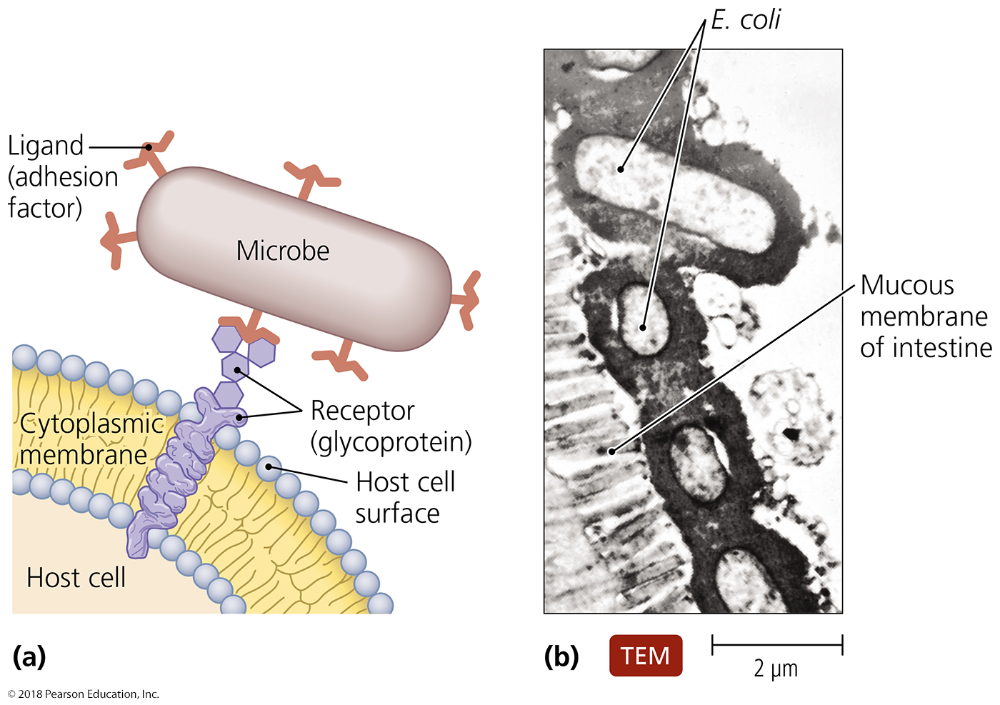 Ligand
(adhesion
factor)
Microbe
Cytoplasmic
membrane
Receptor
(glycoprotein)
Host cell
surface
Host cell
(a)
E. coli
Mucous
membrane
of intestine
(b)
TEM
2 µm
© 2018 Pearson Education, Inc.